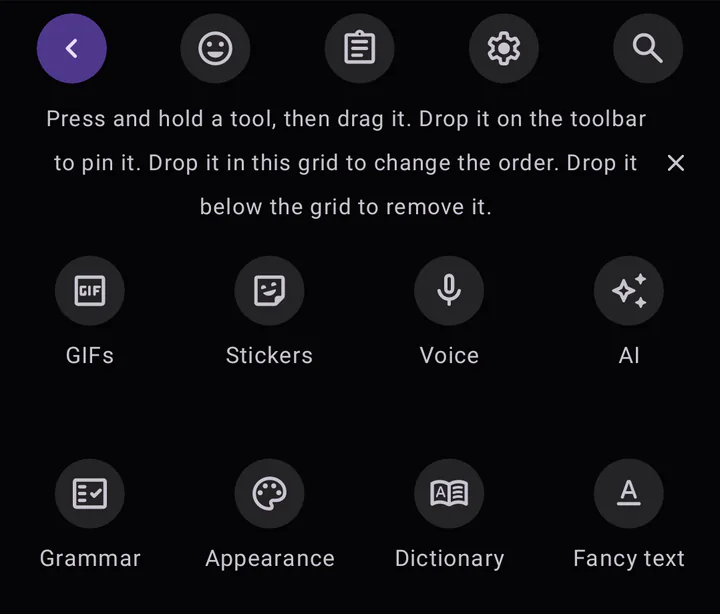 Press and hold a tool, then drag it. Drop it on the toolbar
to pin it. Drop it in this grid to change the order. Drop it
below the grid to remove it.
GIF
GIFs
Stickers
Voice
AI
Grammar
Appearance
A
Dictionary
A
Fancy text